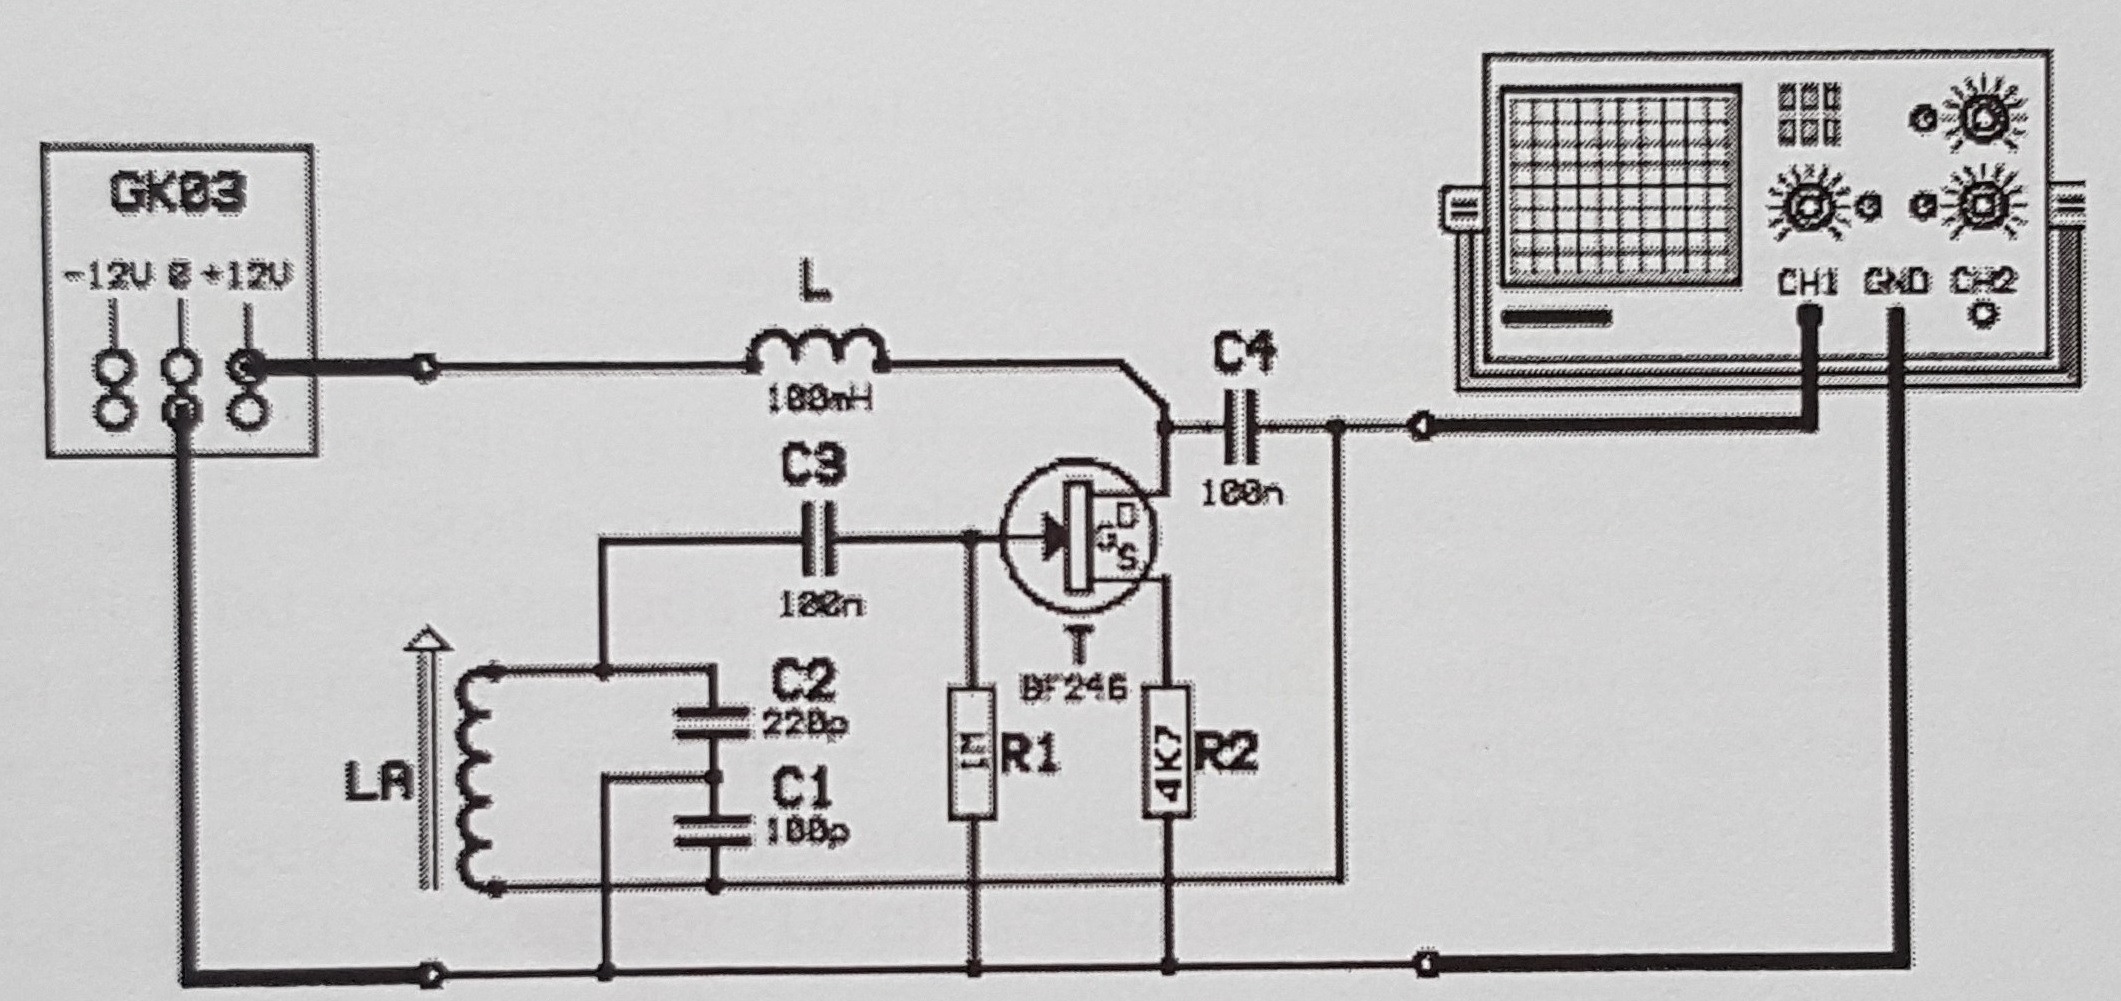 GK03
-12V 0 +12V
L
100mH
C4
100n
CH1 GND CH2
C3
100n
D
G
S
T
BF246
C2
220p
C1
100p
LA
1M
R1
4K7
R2